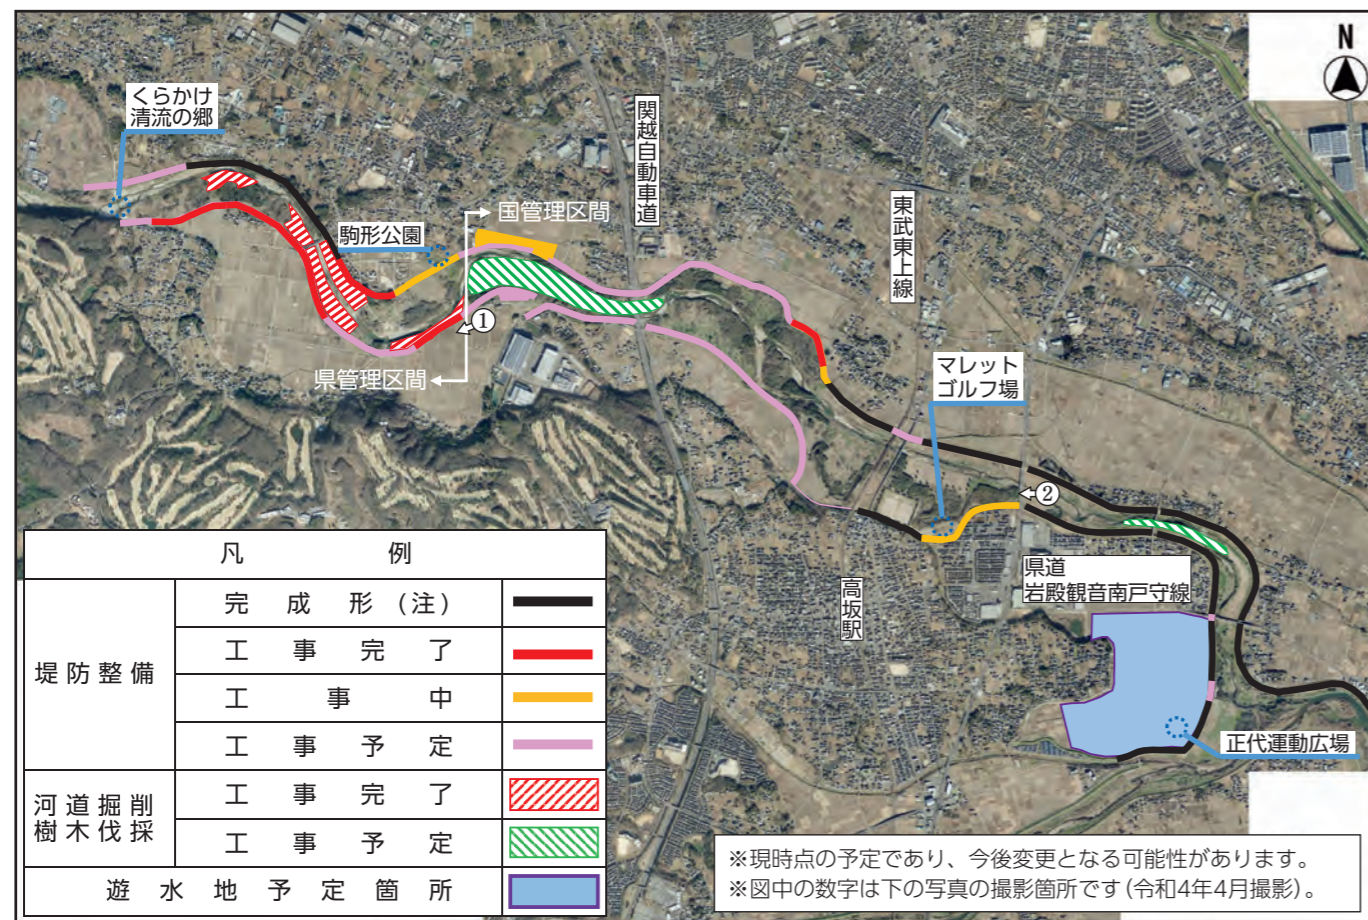 N
くらかけ
清流の郷
関越自動車道
東武東上線
駒形公園
国管理区間
①
県管理区間
マレット
ゴルフ場
②
県道
岩殿観音南戸守線
高坂駅
正代運動広場
凡例
堤防整備
完成形(注)
工事完了
工事中
工事予定
河道掘削
樹木伐採
工事完了
工事予定
遊水地予定箇所
※現時点の予定であり、今後変更となる可能性があります。
※図中の数字は下の写真の撮影箇所です(令和4年4月撮影)。